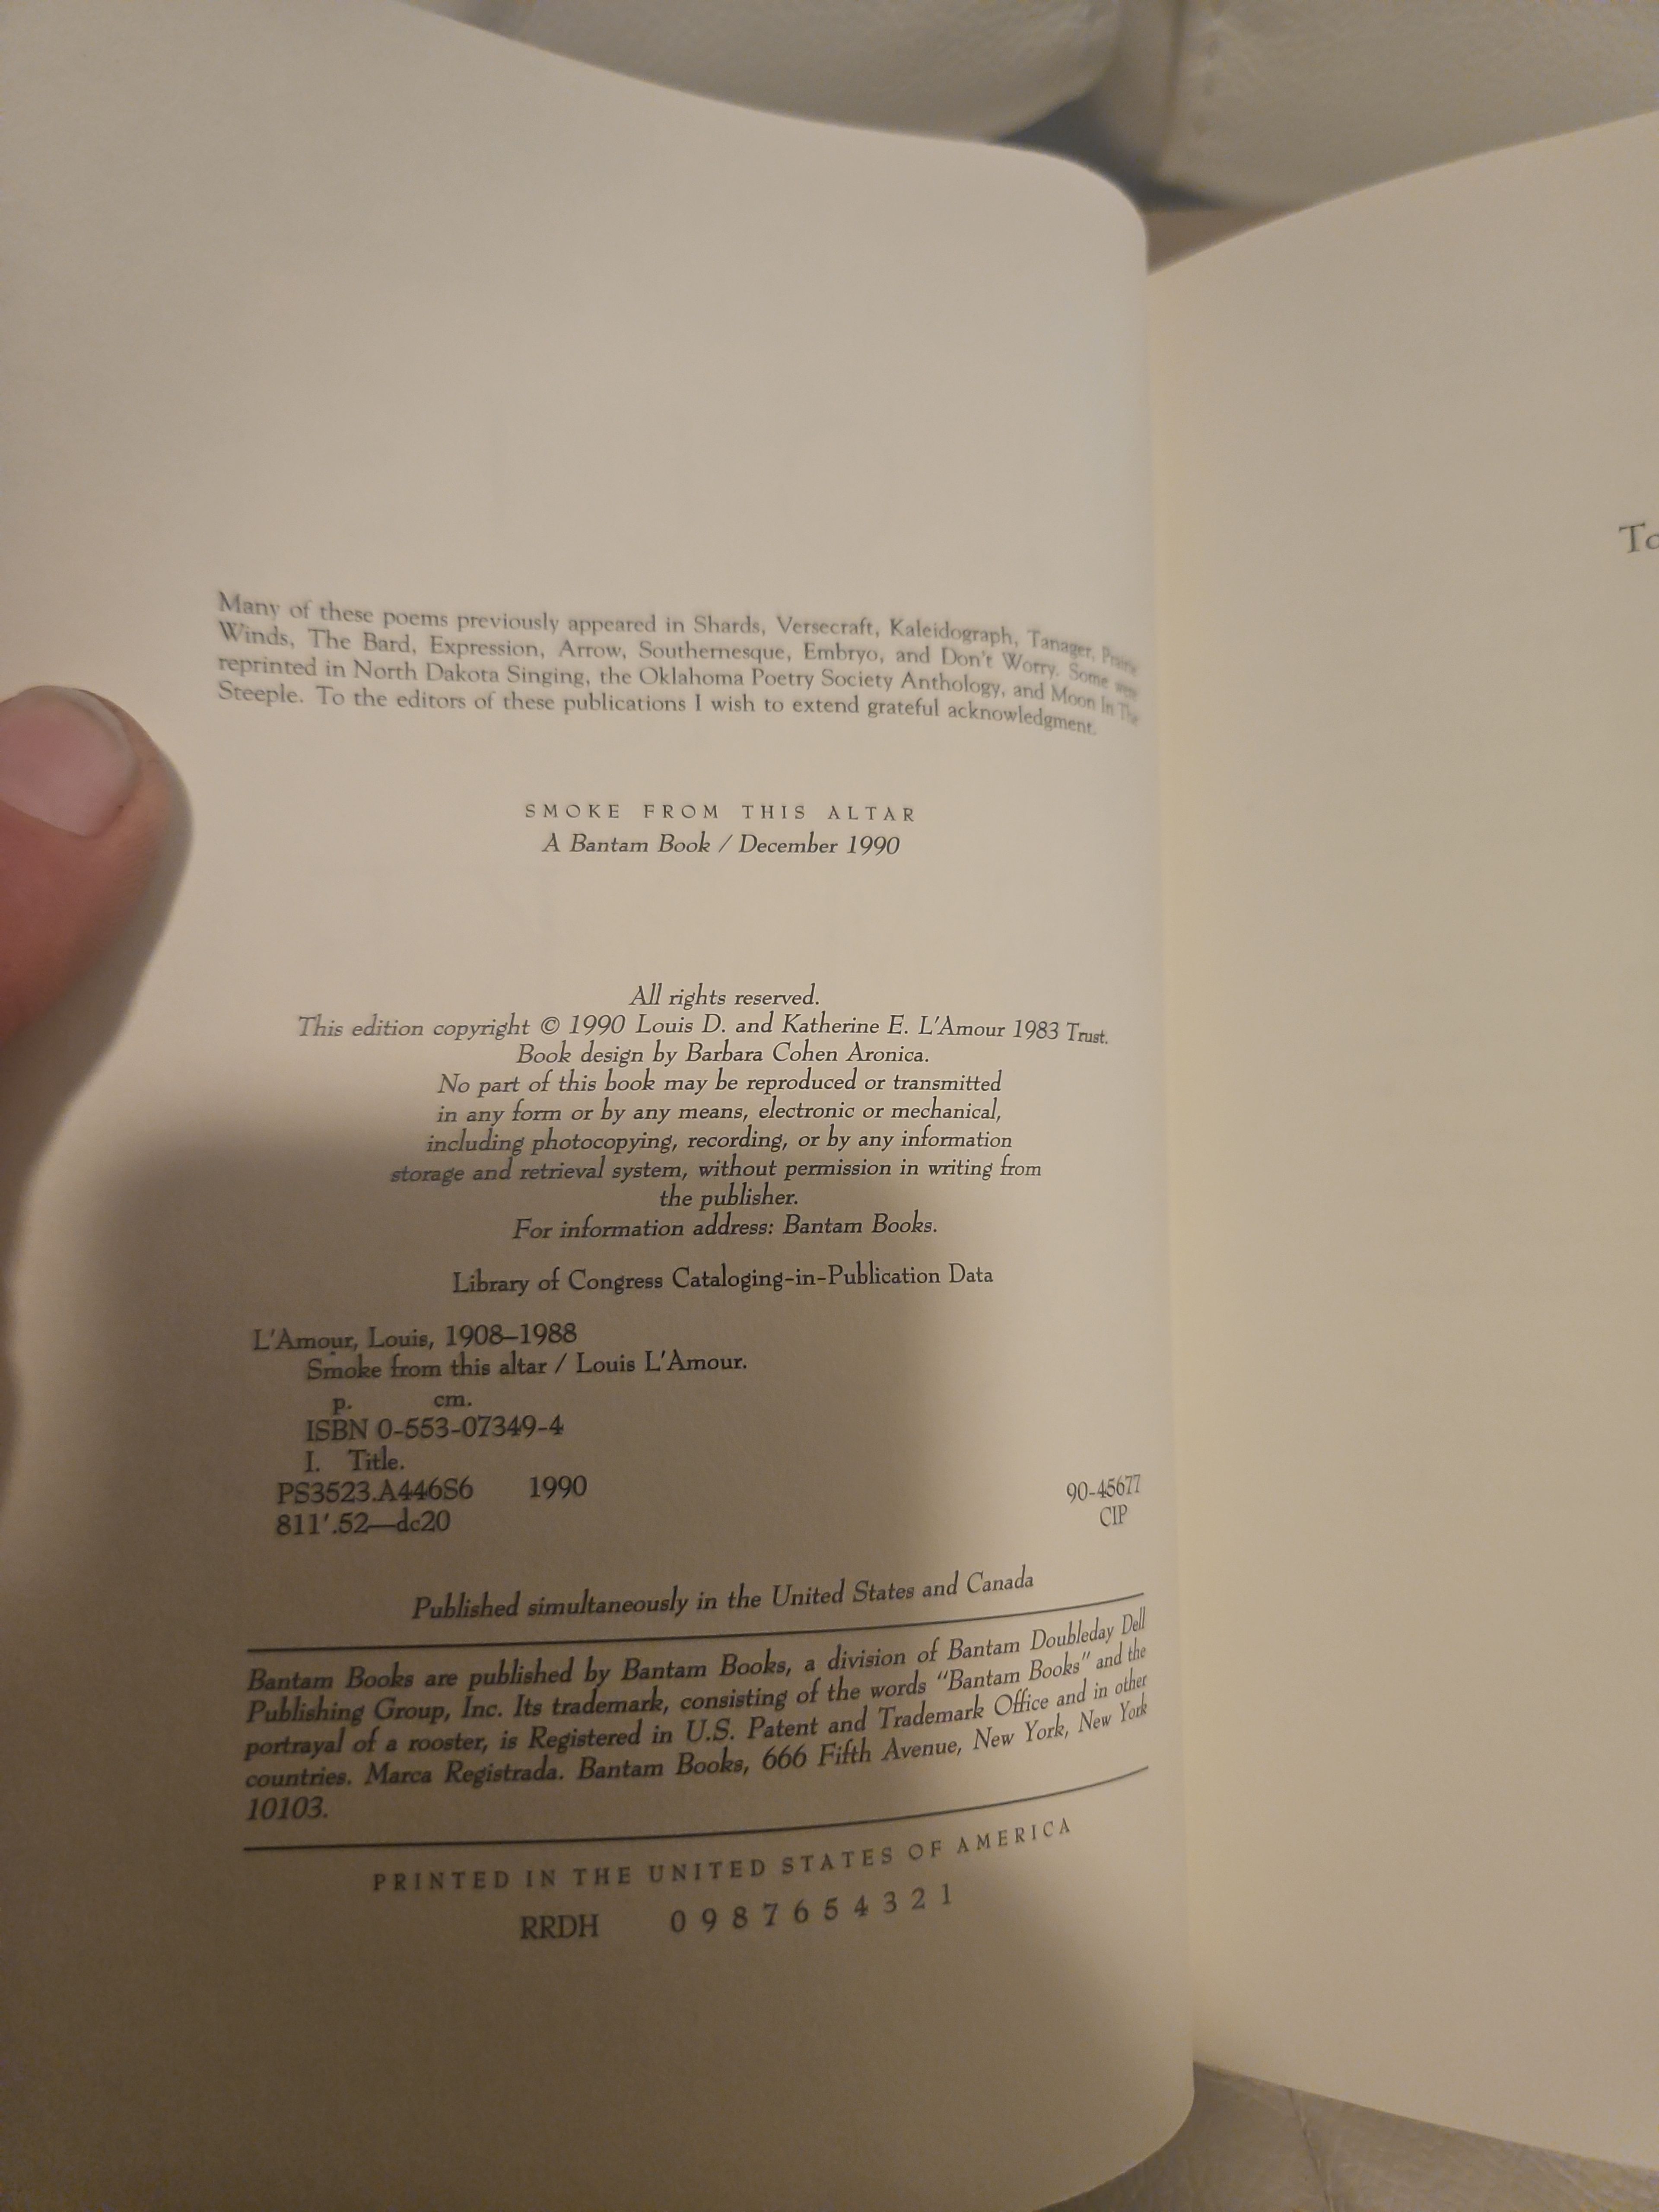 Many of these poems previously appeared in Shards, Versecraft, Kaleidograph, Tanager, Prairie
Winds, The Bard, Expression, Arrow, Southernesque, Embryo, and Don't Worry. Some were
reprinted in North Dakota Singing, the Oklahoma Poetry Society Anthology, and Moon In The
Steeple. To the editors of these publications I wish to extend grateful acknowledgment.
SMOKE FROM THIS ALTAR
A Bantam Book / December 1990
All rights reserved.
This edition copyright © 1990 Louis D. and Katherine E. L'Amour 1983 Trust.
Book design by Barbara Cohen Aronica.
No part of this book may be reproduced or transmitted
in any form or by any means, electronic or mechanical,
including photocopying, recording, or by any information
storage and retrieval system, without permission in writing from
the publisher.
For information address: Bantam Books.
Library of Congress Cataloging-in-Publication Data
L'Amour, Louis, 1908–1988
Smoke from this altar / Louis L'Amour.
p. cm.
ISBN 0-553-07349-4
I. Title.
PS3523.A446S6 1990 90-45677
811'.52—dc20 CIP
Published simultaneously in the United States and Canada
Bantam Books are published by Bantam Books, a division of Bantam Doubleday Dell
Publishing Group, Inc. Its trademark, consisting of the words "Bantam Books" and the
portrayal of a rooster, is Registered in U.S. Patent and Trademark Office and in other
countries. Marca Registrada. Bantam Books, 666 Fifth Avenue, New York, New York
10103.
PRINTED IN THE UNITED STATES OF AMERICA
RRDH 0 9 8 7 6 5 4 3 2 1
To